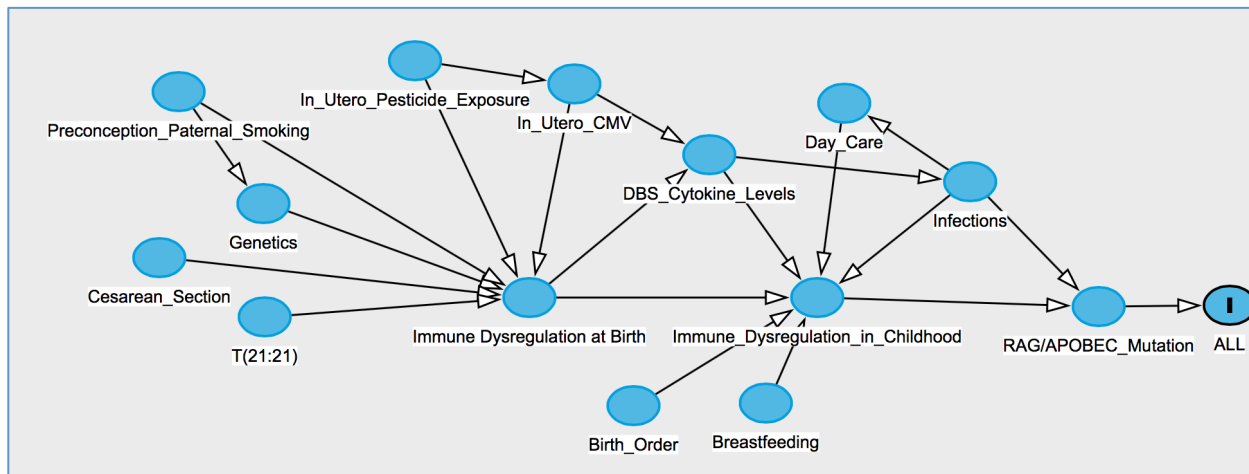 In_Utero_Pesticide_Exposure
In_Utero_CMV
Preconception_Paternal_Smoking
Day_Care
DBS_Cytokine_Levels
Infections
Genetics
Cesarean_Section
I
Immune Dysregulation at Birth
Immune_Dysregulation_in_Childhood
RAG/APOBEC_Mutation
ALL
T(21:21)
Birth_Order
Breastfeeding